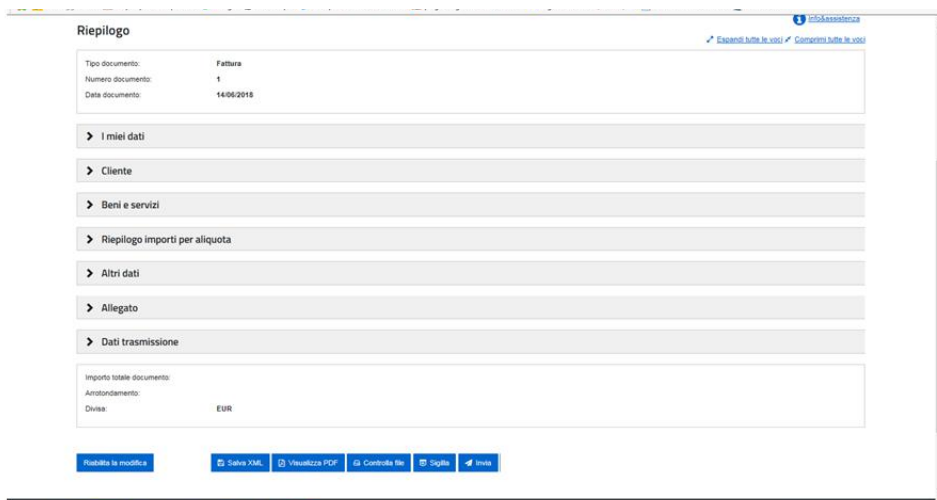 info&assistenza
Riepilogo
Espandi tutte le voci Comprimi tutte le voci
Tipo documento: Fattura
Numero documento: 1
Data documento: 14/06/2018
I miei dati
Cliente
Beni e servizi
Riepilogo importi per aliquota
Altri dati
Allegato
Dati trasmissione
Importo totale documento:
Arrotondamento:
Divisa: EUR
Riabilita la modifica Salva XML Visualizza PDF Controlla file Sigilla Invia